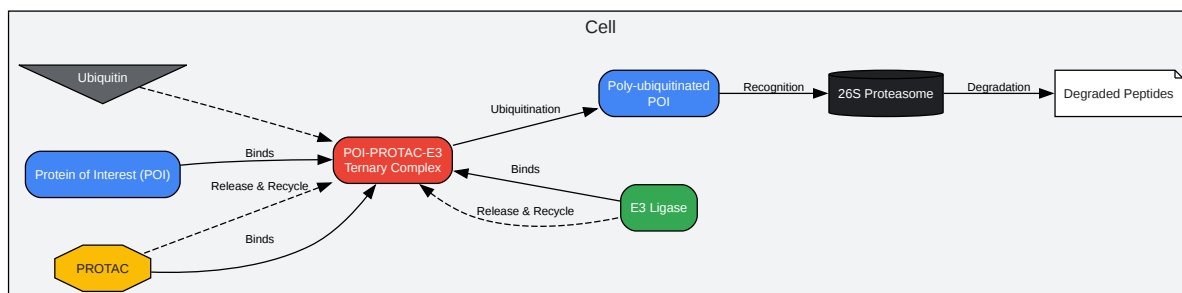 Cell
Ubiquitin
Poly-ubiquitinated
POI
Recognition
26S Proteasome
Degradation
Degraded Peptides
Ubiquitination
Protein of Interest (POI)
Binds
POI-PROTAC-E3
Ternary Complex
Binds
Release & Recycle
E3 Ligase
Release & Recycle
Binds
PROTAC